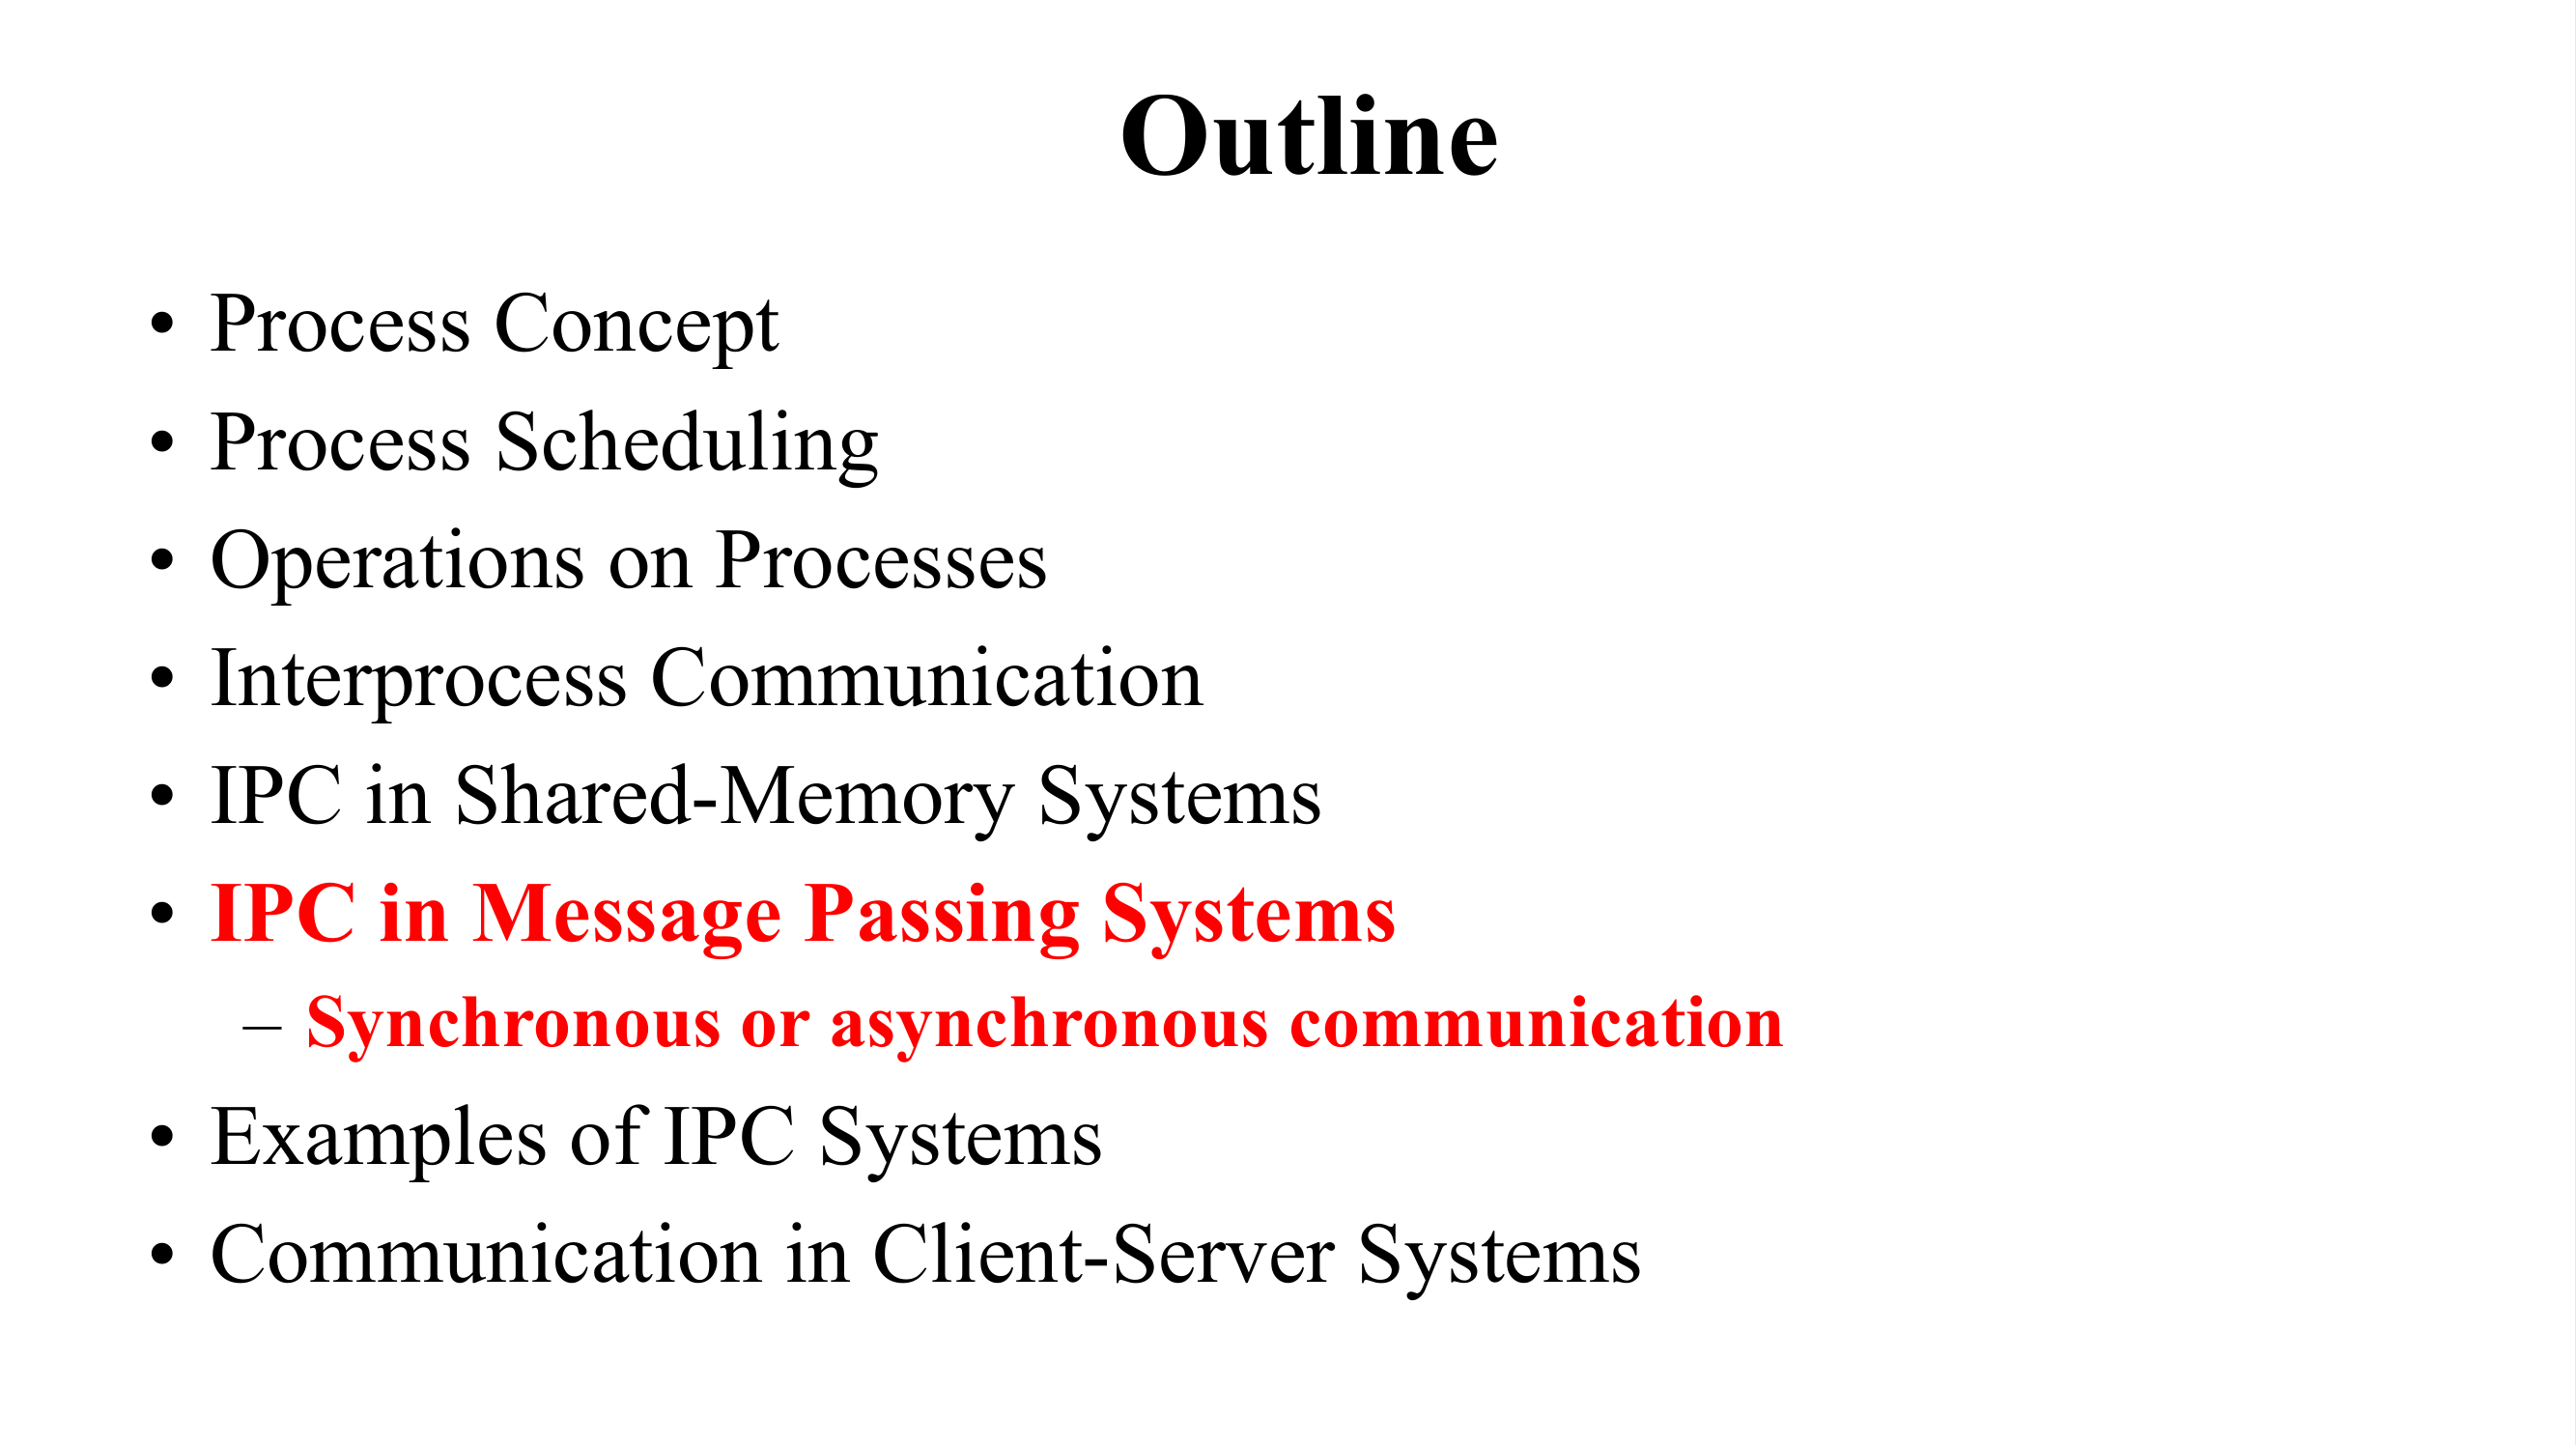 Outline
• Process Concept
• Process Scheduling
• Operations on Processes
• Interprocess Communication
• IPC in Shared-Memory Systems
• IPC in Message Passing Systems
– Synchronous or asynchronous communication
• Examples of IPC Systems
• Communication in Client-Server Systems